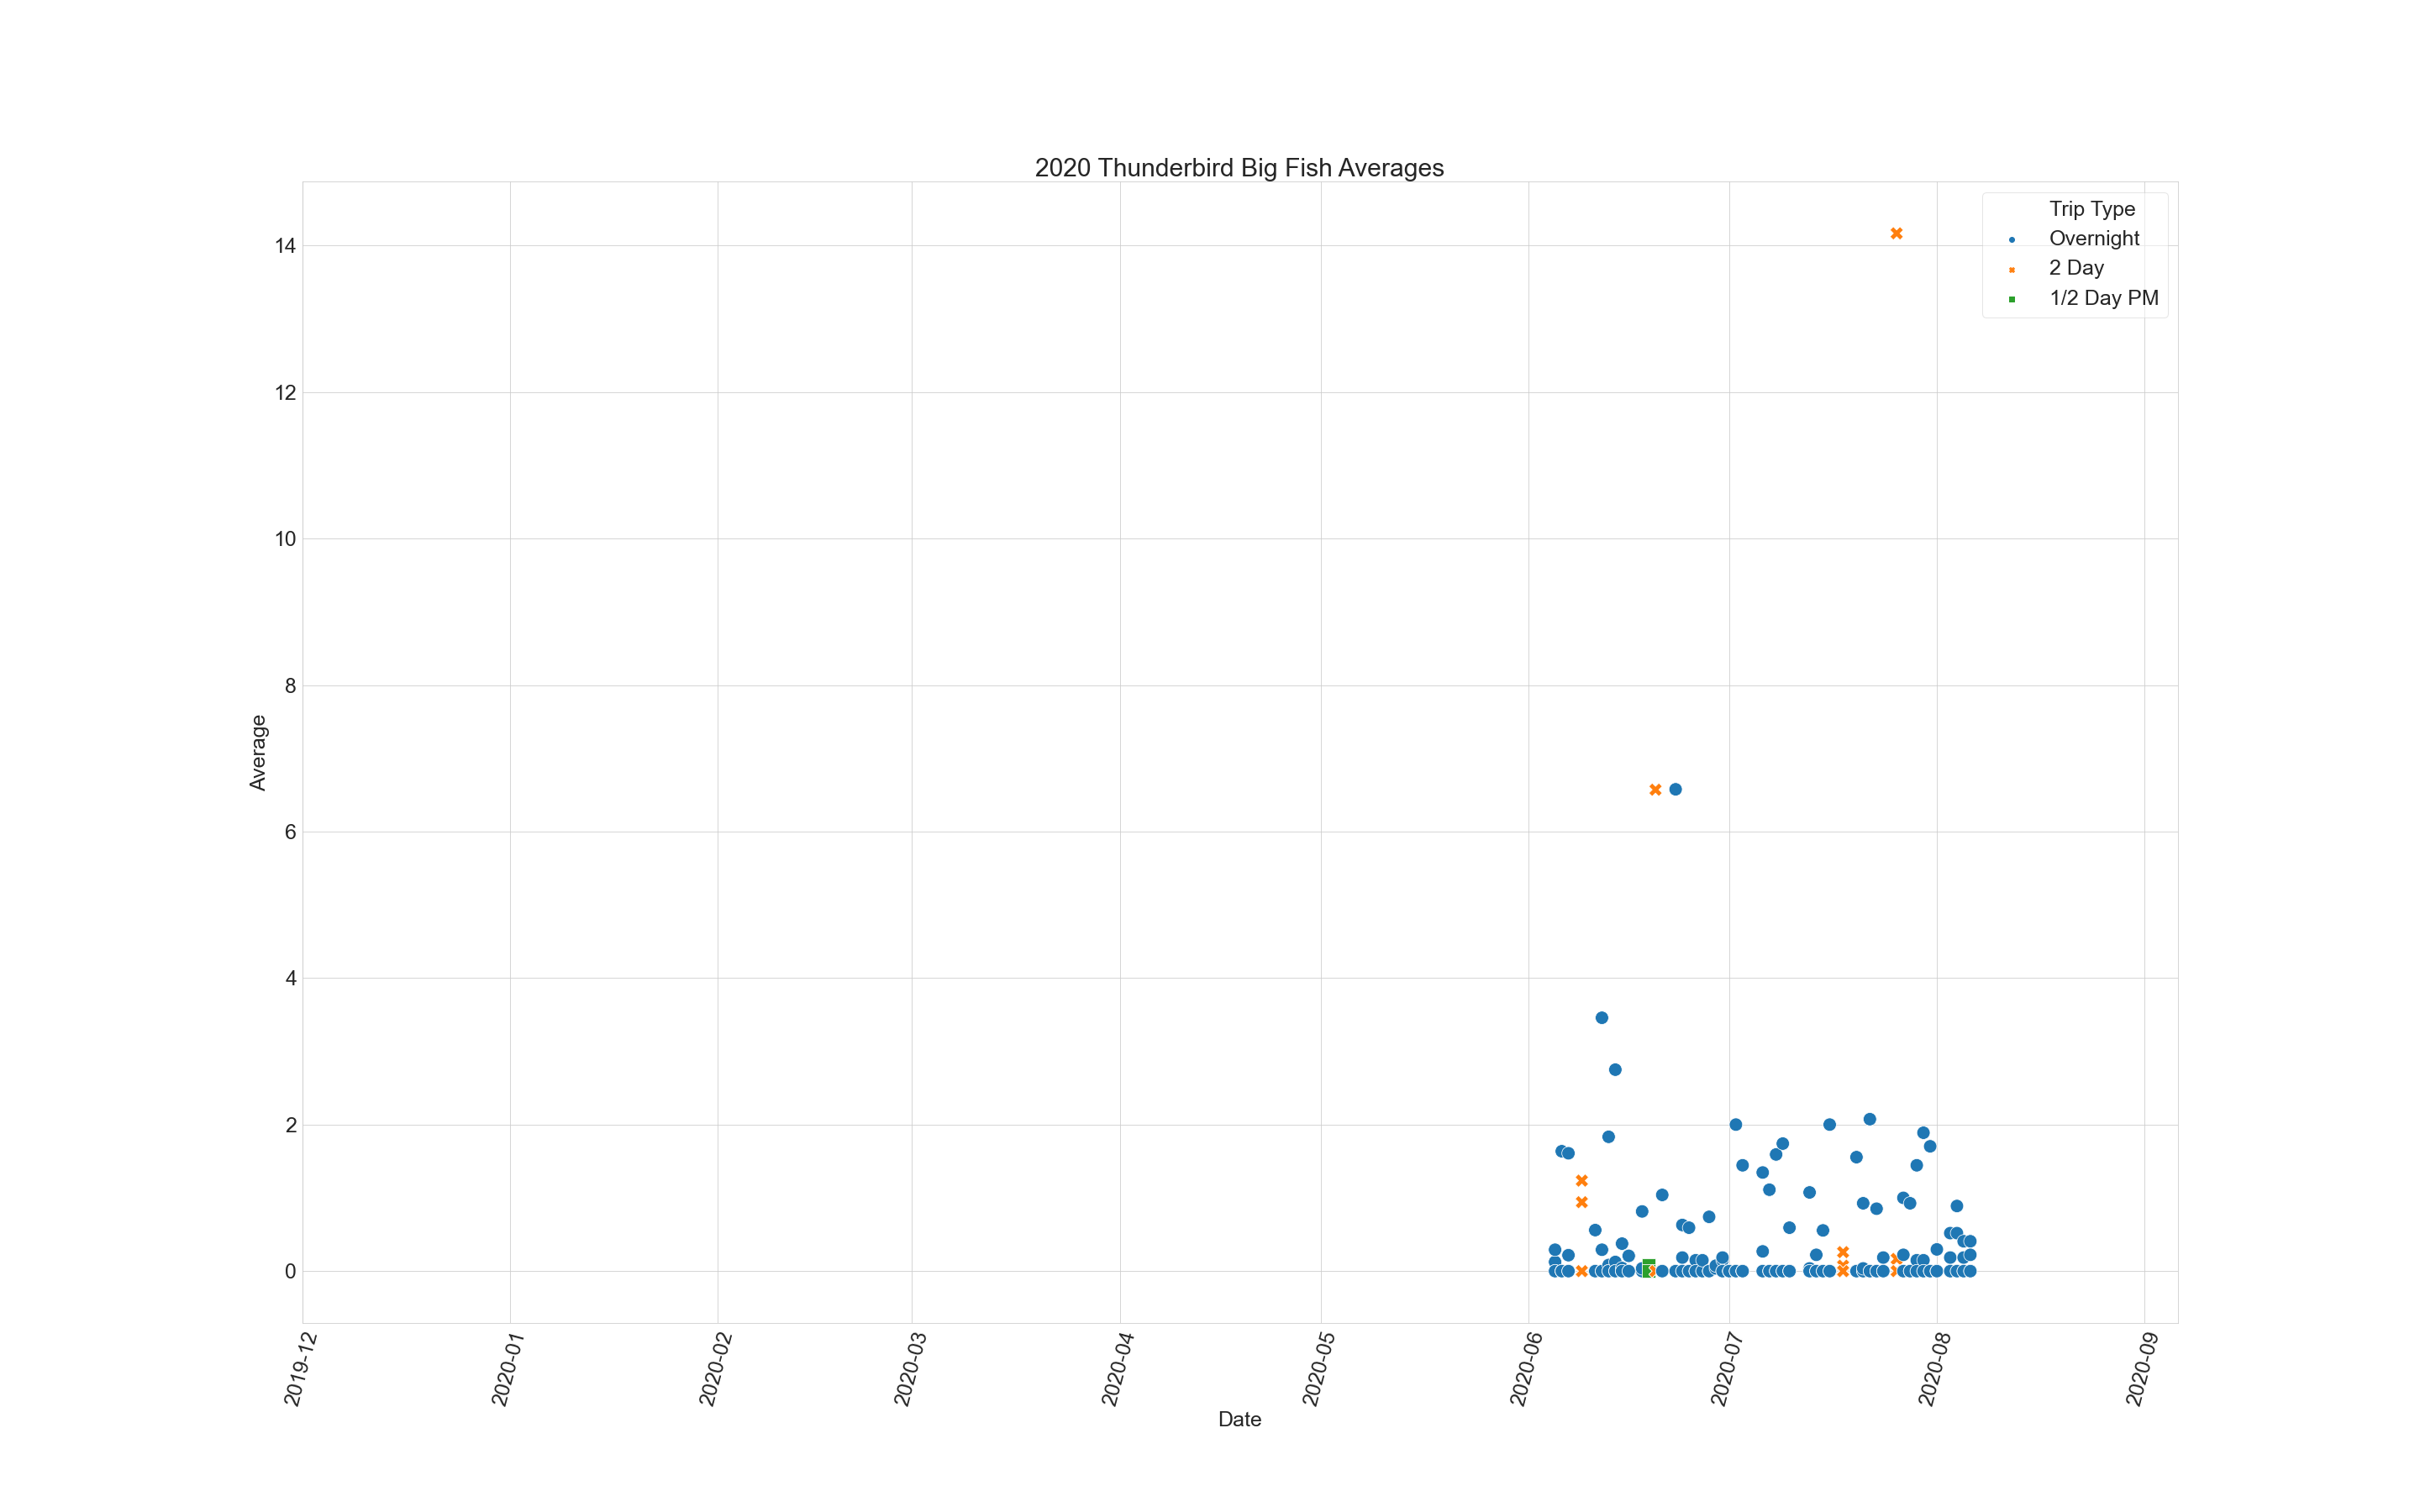 2020 Thunderbird Big Fish Averages
Trip Type
Overnight
2 Day
1/2 Day PM
14
12
10
8
6
4
2
0
Average
2019-12
2020-01
2020-02
2020-03
2020-04
2020-05
2020-06
2020-07
2020-08
2020-09
Date